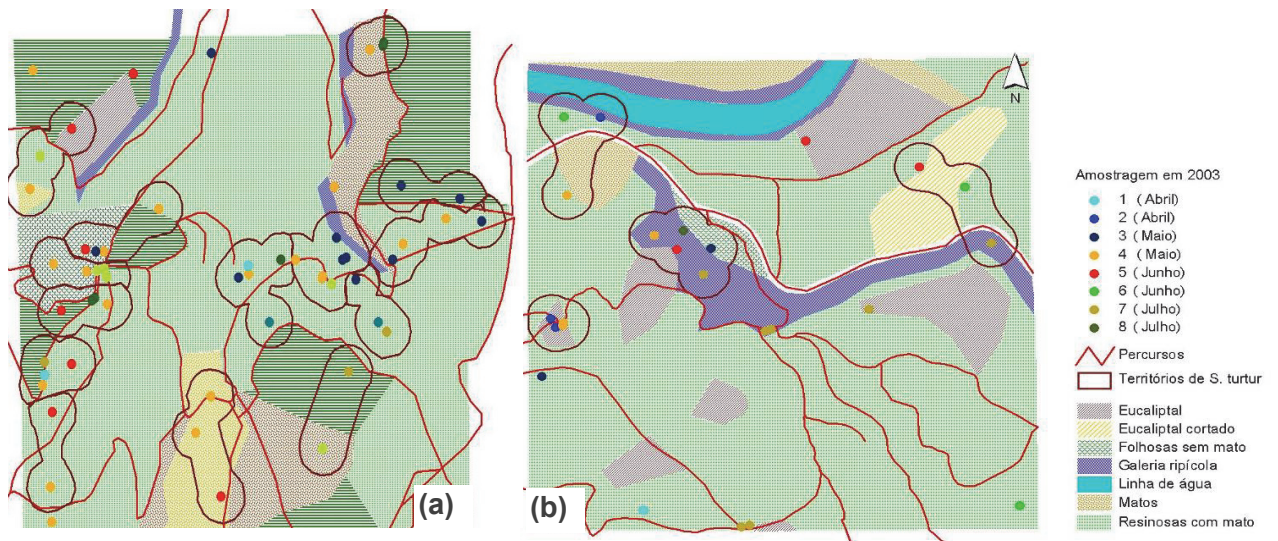 (a)
(b)
N
Amostragem em 2003
1 (Abril)
2 (Abril)
3 (Maio)
4 (Maio)
5 (Junho)
6 (Junho)
7 (Julho)
8 (Julho)
Percursos
Territórios de S. turtur
Eucaliptal
Eucaliptal cortado
Folhosas sem mato
Galeria ripícola
Linha de água
Matos
Resinosas com mato